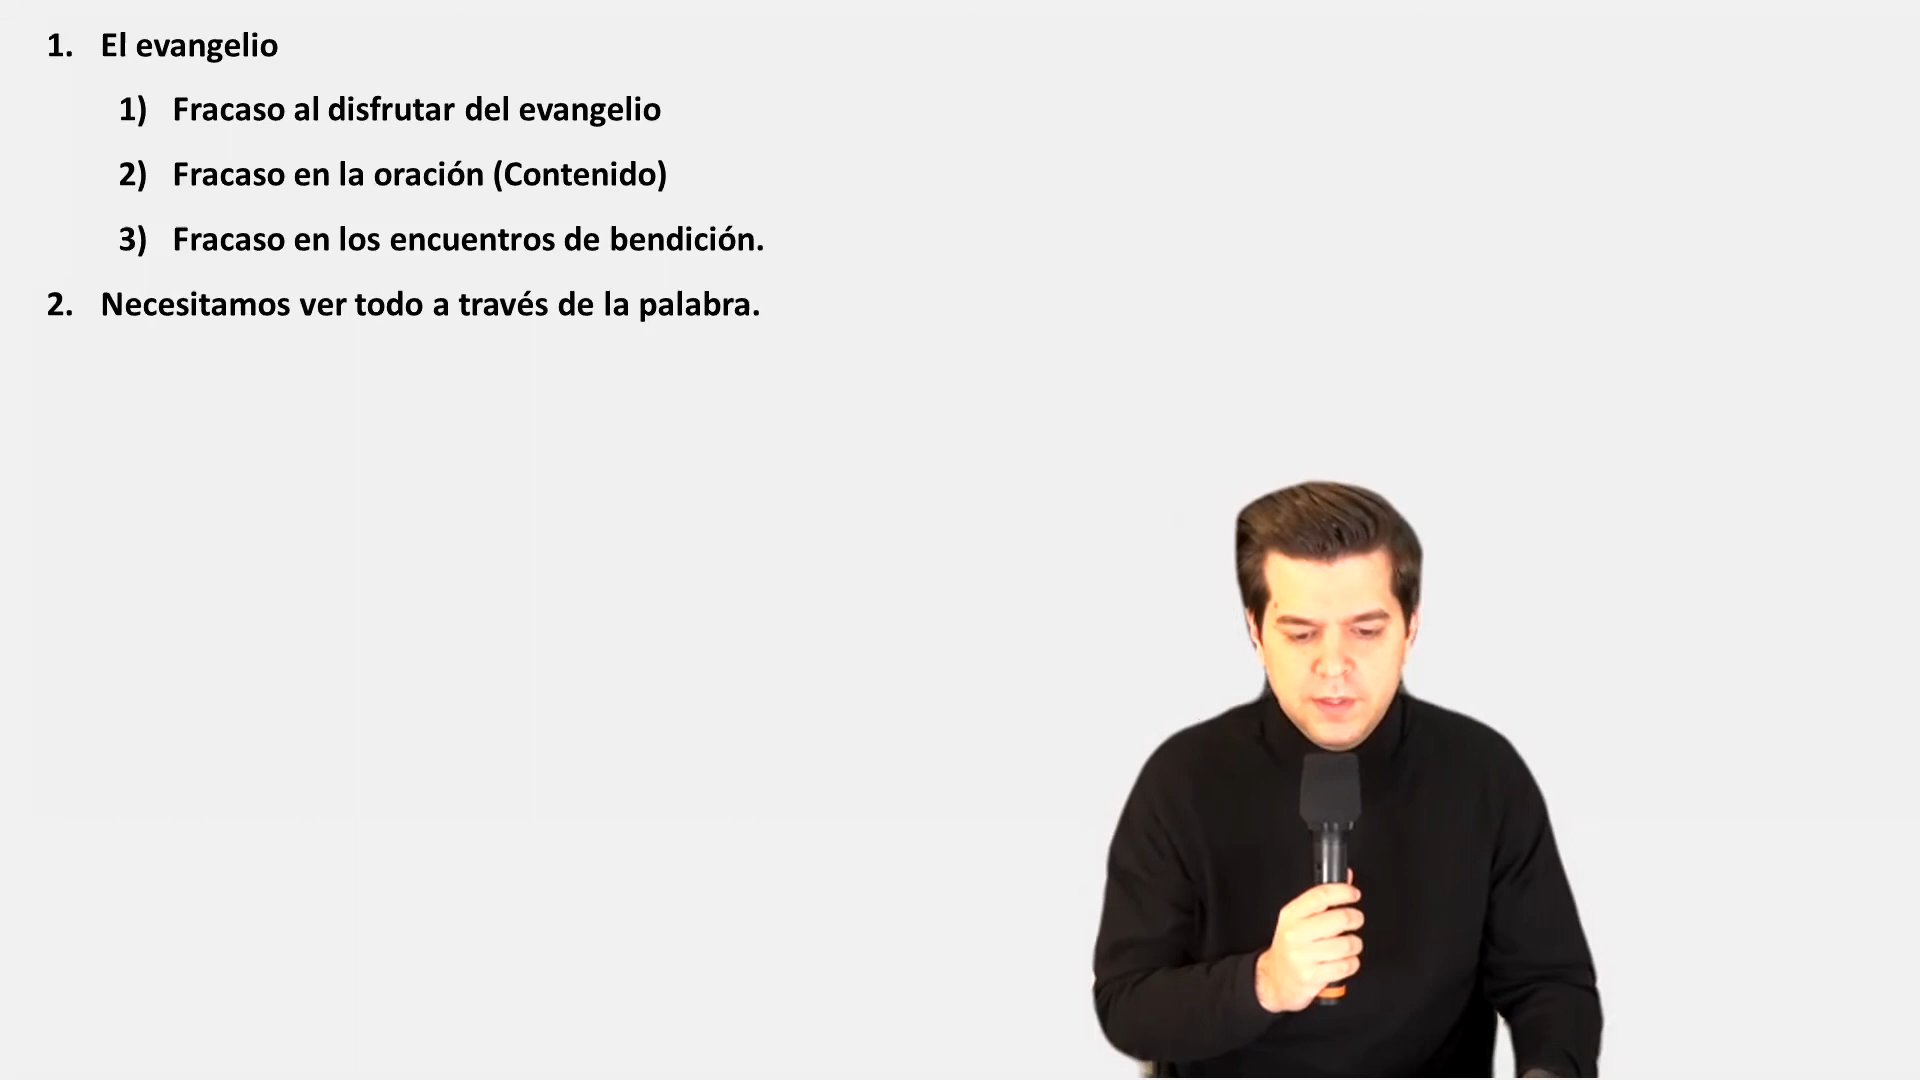 1. El evangelio
1) Fracaso al disfrutar del evangelio
2) Fracaso en la oración (Contenido)
3) Fracaso en los encuentros de bendición.
2. Necesitamos ver todo a través de la palabra.